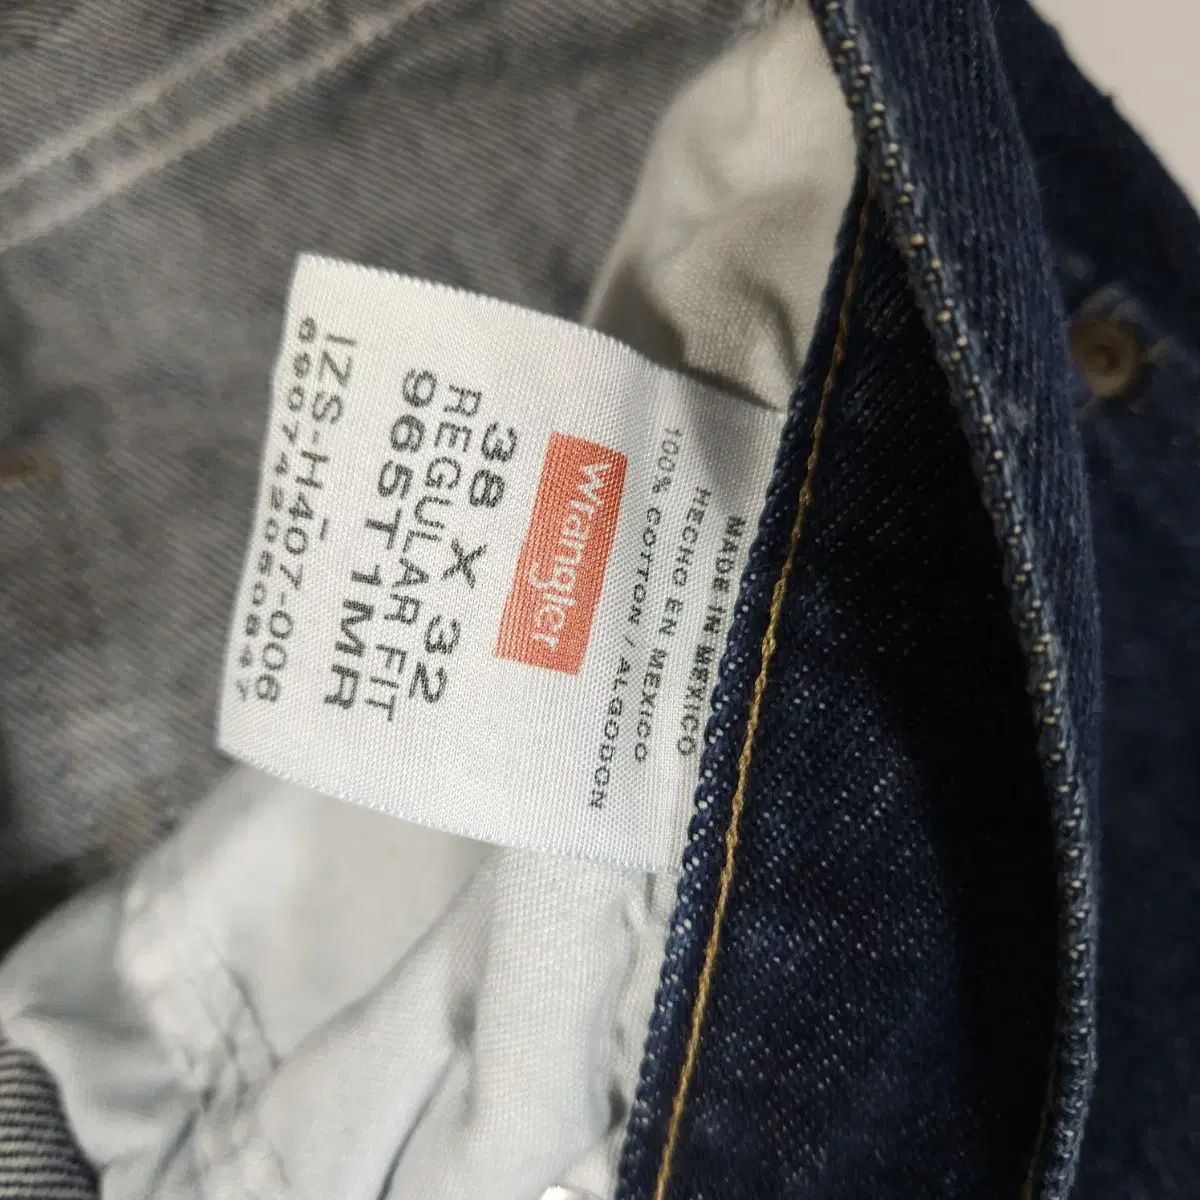 MADE IN MEXICO
HECHO EN MEXICO
100% COTTON / ALGODON
Wrangler
38 X 32
REGULAR FIT
965T1MR
IZS-H407-006